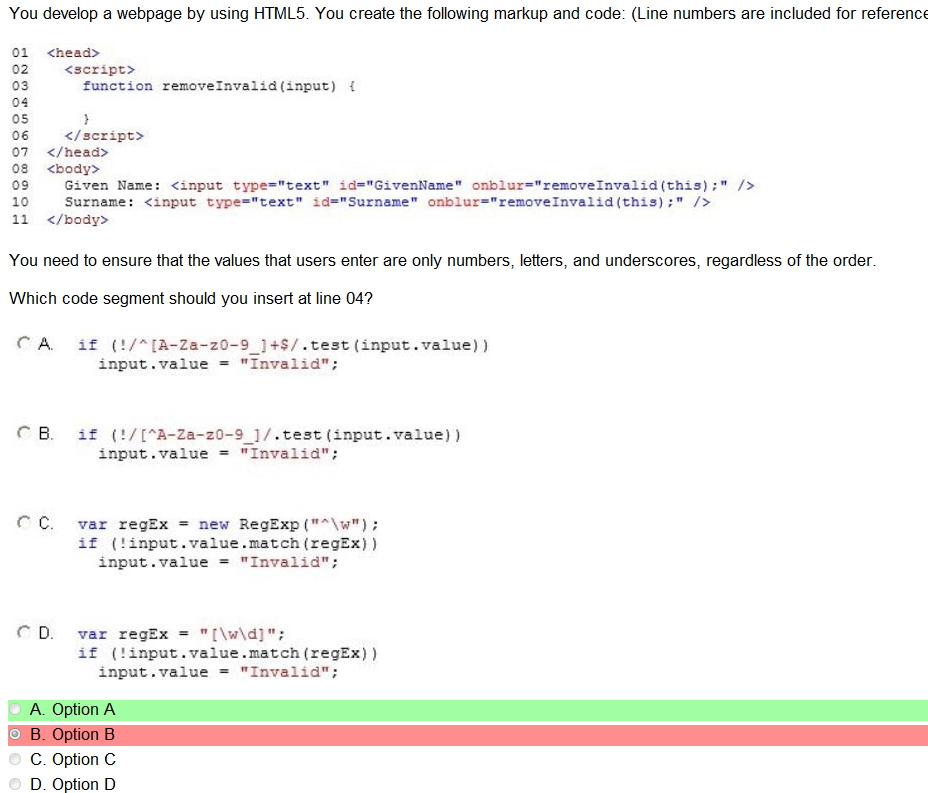 You develop a webpage by using HTML5. You create the following markup and code: (Line numbers are included for reference
01 <head>
02 <script>
03 function removeInvalid(input) {
04
05 }
06 </script>
07 </head>
08 <body>
09 Given Name: <input type="text" id="GivenName" onblur="removeInvalid(this);" />
10 Surname: <input type="text" id="Surname" onblur="removeInvalid(this);" />
11 </body>
You need to ensure that the values that users enter are only numbers, letters, and underscores, regardless of the order.
Which code segment should you insert at line 04?
A. if (!/^[A-Za-z0-9_]+$/.test(input.value))
input.value = "Invalid";
B. if (!/[^A-Za-z0-9_]/.test(input.value))
input.value = "Invalid";
C. var regEx = new RegExp("^\w");
if (!input.value.match(regEx))
input.value = "Invalid";
D. var regEx = "[\w\d]";
if (!input.value.match(regEx))
input.value = "Invalid";
A. Option A
B. Option B
C. Option C
D. Option D